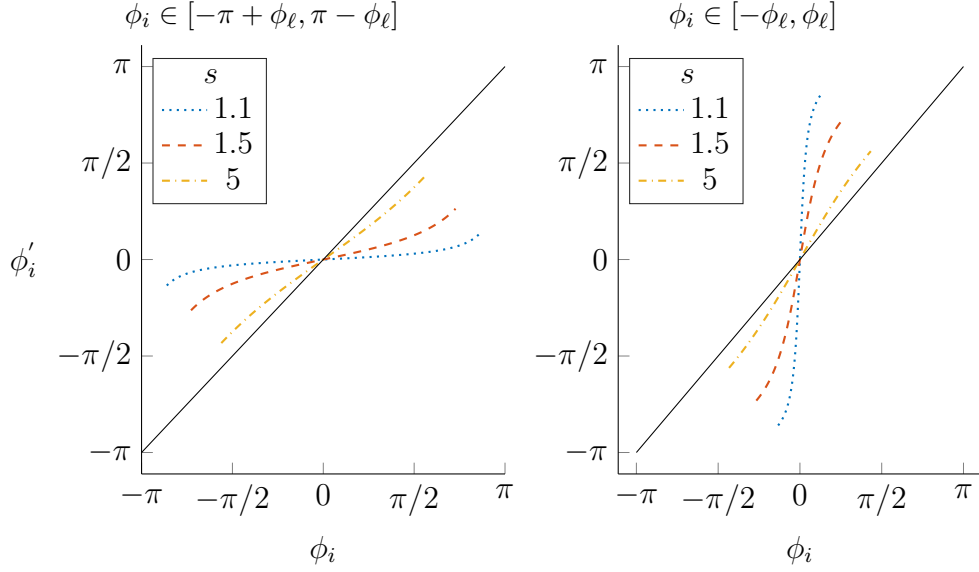 ϕ_i ∈ [−π + ϕ_ℓ, π − ϕ_ℓ]
π
π/2
0
−π/2
−π
ϕ′_i
s
1.1
1.5
5
−π
−π/2
0
π/2
π
ϕ_i
ϕ_i ∈ [−ϕ_ℓ, ϕ_ℓ]
π
π/2
0
−π/2
−π
s
1.1
1.5
5
−π
−π/2
0
π/2
π
ϕ_i